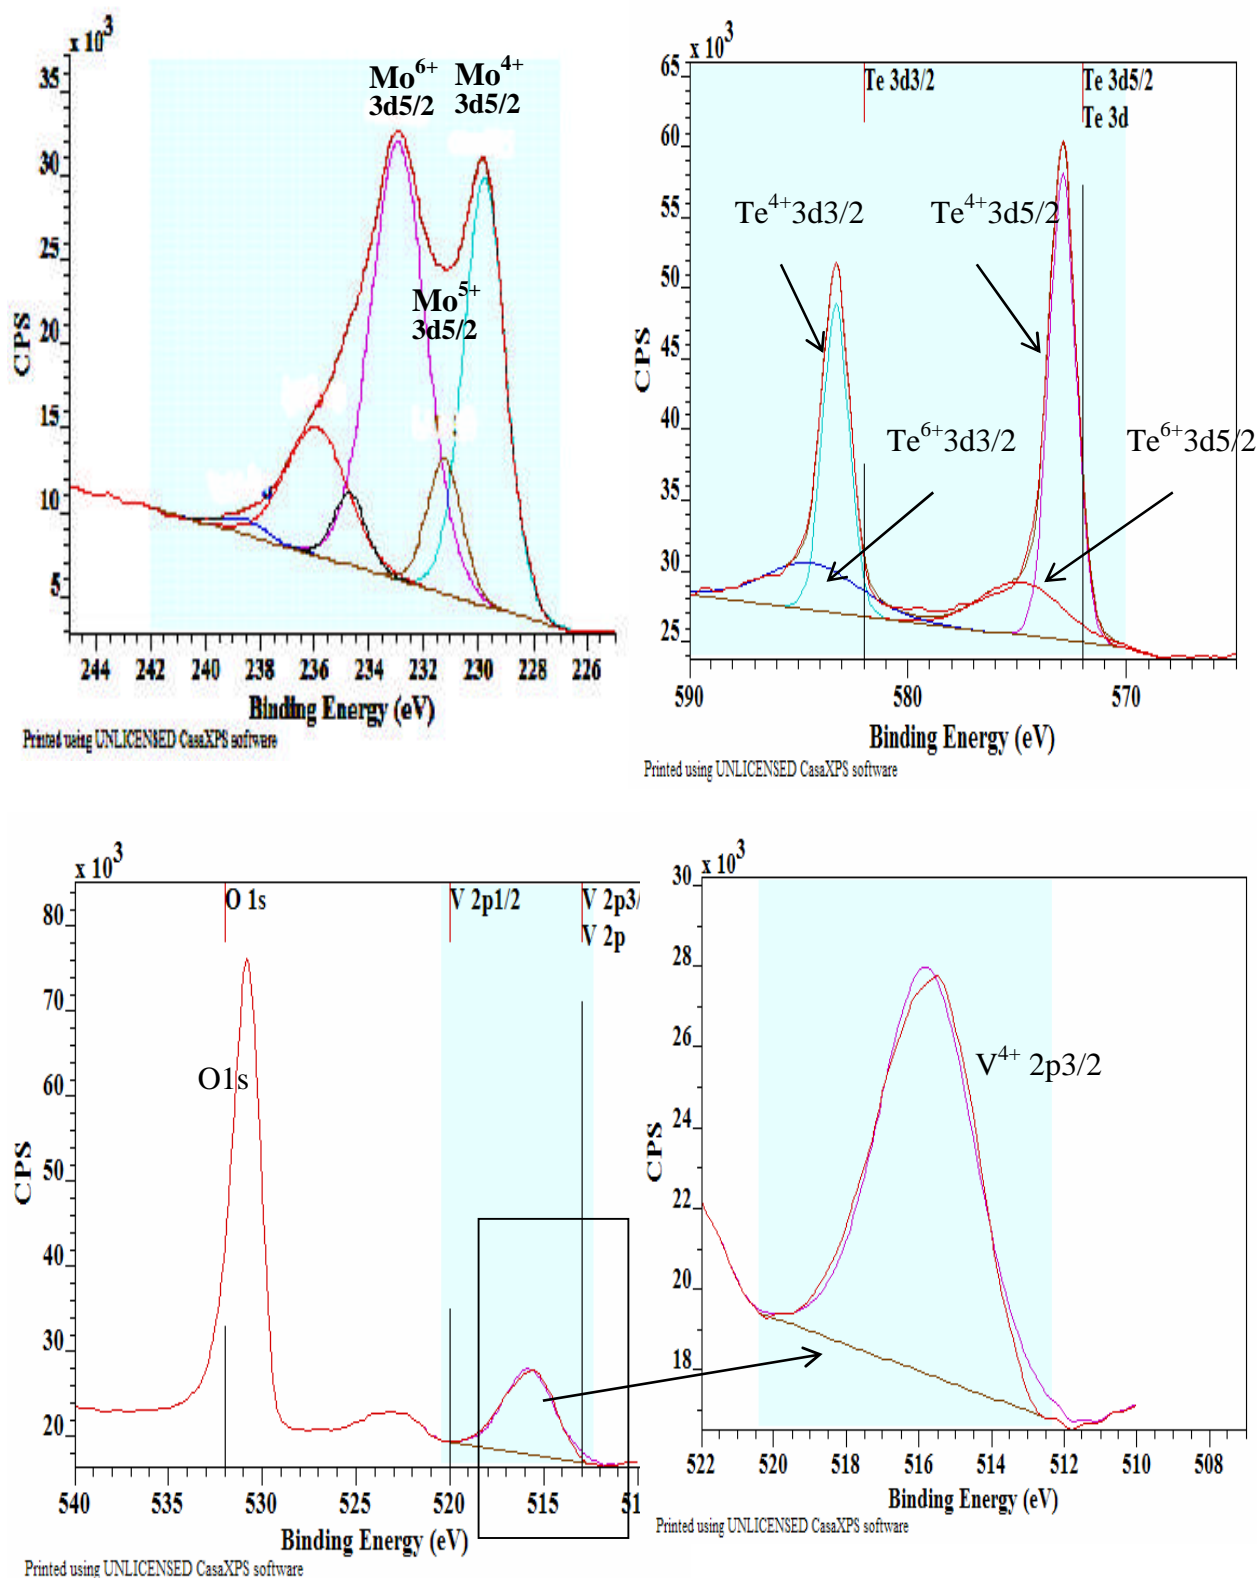 x 10³
35
30
25
20
15
10
5
CPS
Mo⁶⁺
3d5/2
Mo⁴⁺
3d5/2
Mo⁵⁺
3d5/2
244 242 240 238 236 234 232 230 228 226
Binding Energy (eV)
Printed using UNLICENSED CasaXPS software
x 10³
65
60
55
50
45
40
35
30
25
CPS
Te 3d3/2
Te 3d5/2
Te 3d
Te⁴⁺3d3/2
Te⁴⁺3d5/2
Te⁶⁺3d3/2
Te⁶⁺3d5/2
590 580 570
Binding Energy (eV)
Printed using UNLICENSED CasaXPS software
x 10³
80
70
60
50
40
30
20
CPS
O 1s
V 2p1/2
V 2p3/
V 2p
O1s
540 535 530 525 520 515 51
Binding Energy (eV)
Printed using UNLICENSED CasaXPS software
x 10³
30
28
26
24
22
20
18
CPS
V⁴⁺ 2p3/2
522 520 518 516 514 512 510 508
Binding Energy (eV)
Printed using UNLICENSED CasaXPS software